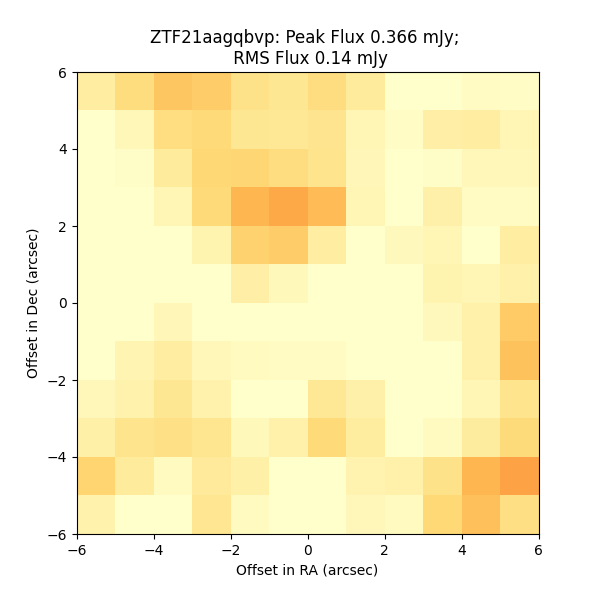 ZTF21aagqbvp: Peak Flux 0.366 mJy;
RMS Flux 0.14 mJy
6
4
2
0
−2
−4
−6
Offset in Dec (arcsec)
−6 −4 −2 0 2 4 6
Offset in RA (arcsec)